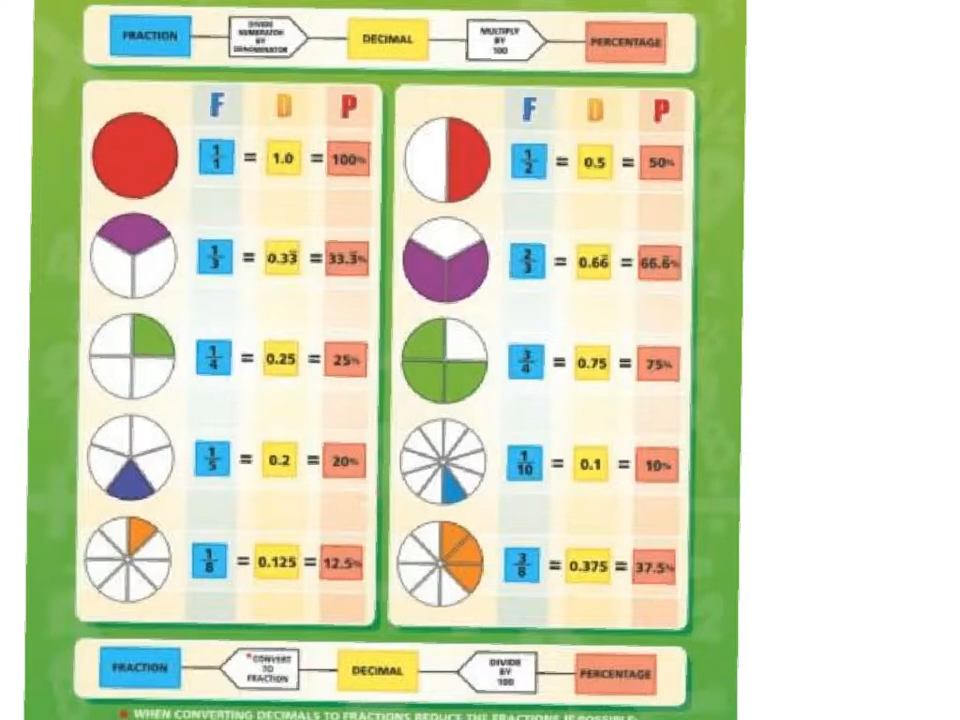 FRACTION DIVIDE NUMERATOR BY DENOMINATOR DECIMAL MULTIPLY BY 100 PERCENTAGE
F D P
1/1 = 1.0 = 100%
1/3 = 0.33̄ = 33.3̄%
1/4 = 0.25 = 25%
1/5 = 0.2 = 20%
1/8 = 0.125 = 12.5%
F D P
1/2 = 0.5 = 50%
2/3 = 0.66̄ = 66.6̄%
3/4 = 0.75 = 75%
1/10 = 0.1 = 10%
3/8 = 0.375 = 37.5%
FRACTION *CONVERT TO FRACTION DECIMAL DIVIDE BY 100 PERCENTAGE
WHEN CONVERTING DECIMALS TO FRACTIONS REDUCE THE FRACTIONS IF POSSIBLE